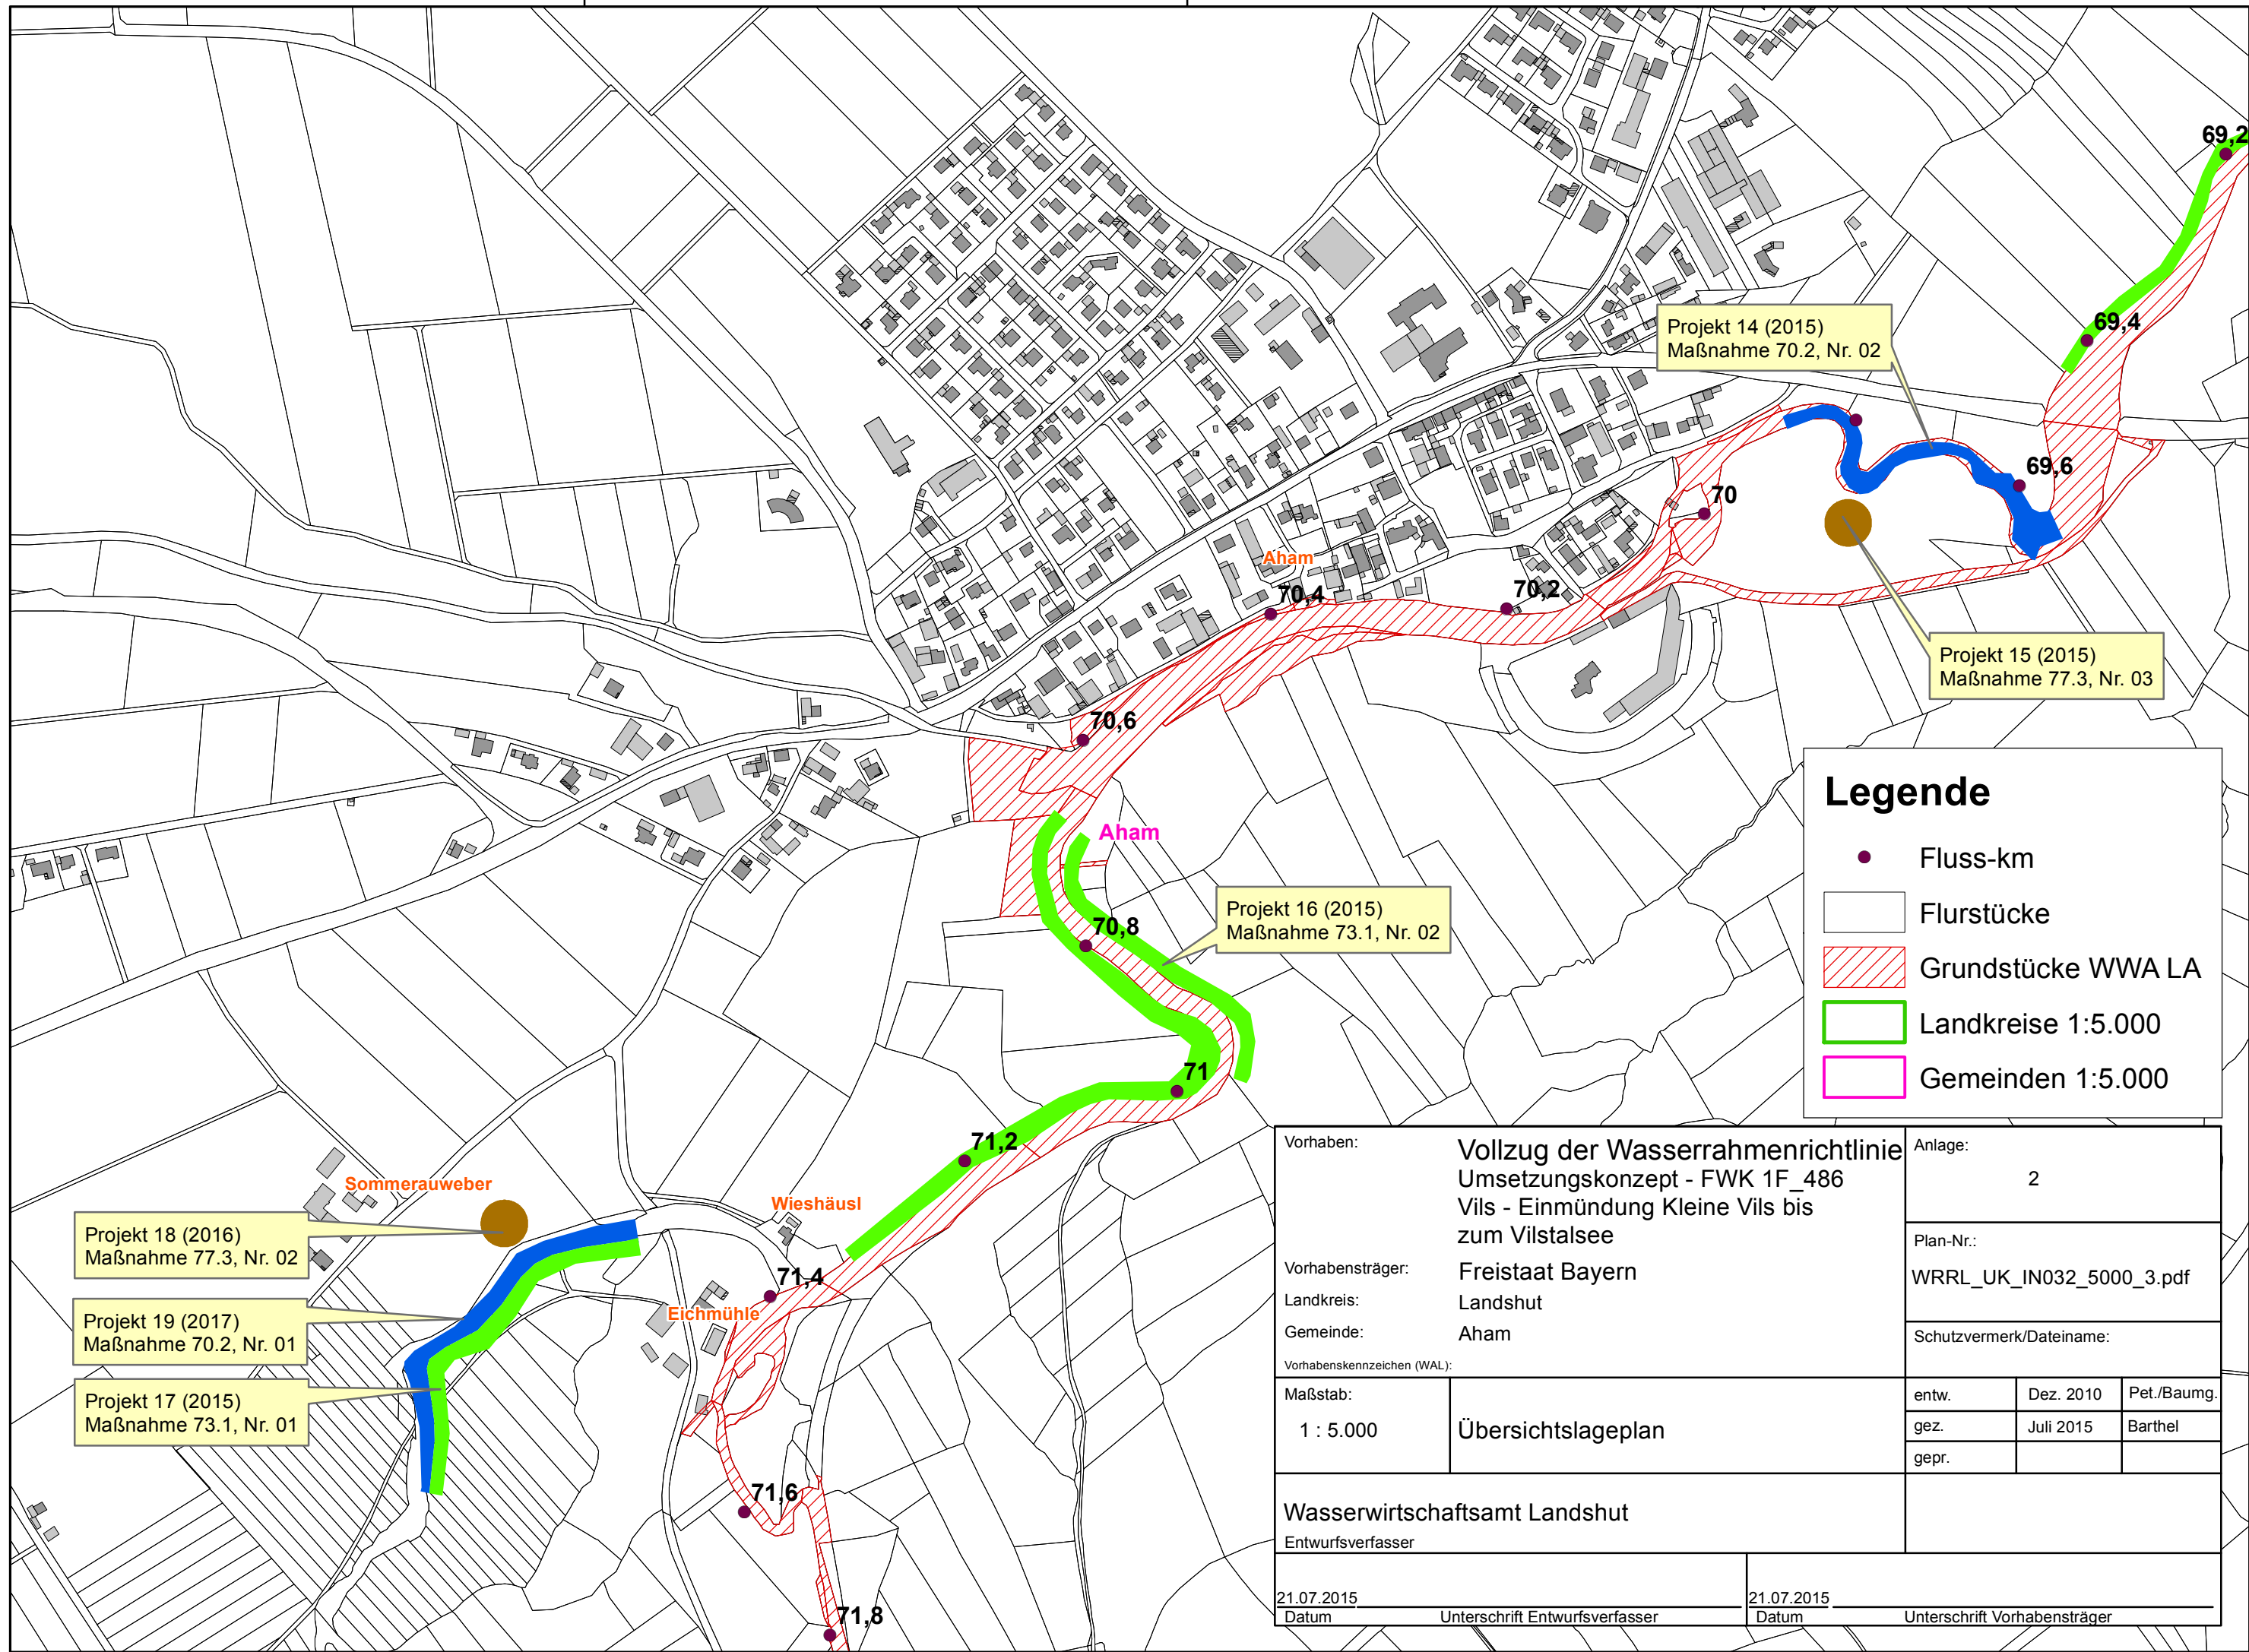 69,2
Projekt 14 (2015)
Maßnahme 70.2, Nr. 02
69,4
69,6
70
Aham
70,4
70,2
Projekt 15 (2015)
Maßnahme 77.3, Nr. 03
70,6
Aham
Projekt 16 (2015)
Maßnahme 73.1, Nr. 02
70,8
71
71,2
Sommerauweber
Wieshäusl
Projekt 18 (2016)
Maßnahme 77.3, Nr. 02
71,4
Eichmühle
Projekt 19 (2017)
Maßnahme 70.2, Nr. 01
Projekt 17 (2015)
Maßnahme 73.1, Nr. 01
71,6
71,8
Legende
Fluss-km
Flurstücke
Grundstücke WWA LA
Landkreise 1:5.000
Gemeinden 1:5.000
Vorhaben:
Vollzug der Wasserrahmenrichtlinie
Umsetzungskonzept - FWK 1F_486
Vils - Einmündung Kleine Vils bis
zum Vilstalsee
Anlage:
2
Plan-Nr.:
WRRL_UK_IN032_5000_3.pdf
Vorhabensträger: Freistaat Bayern
Landkreis: Landshut
Gemeinde: Aham
Schutzvermerk/Dateiname:
Vorhabenskennzeichen (WAL):
Maßstab:
1 : 5.000
Übersichtslageplan
entw. Dez. 2010 Pet./Baumg.
gez. Juli 2015 Barthel
gepr.
Wasserwirtschaftsamt Landshut
Entwurfsverfasser
21.07.2015
Datum Unterschrift Entwurfsverfasser
21.07.2015
Datum Unterschrift Vorhabensträger